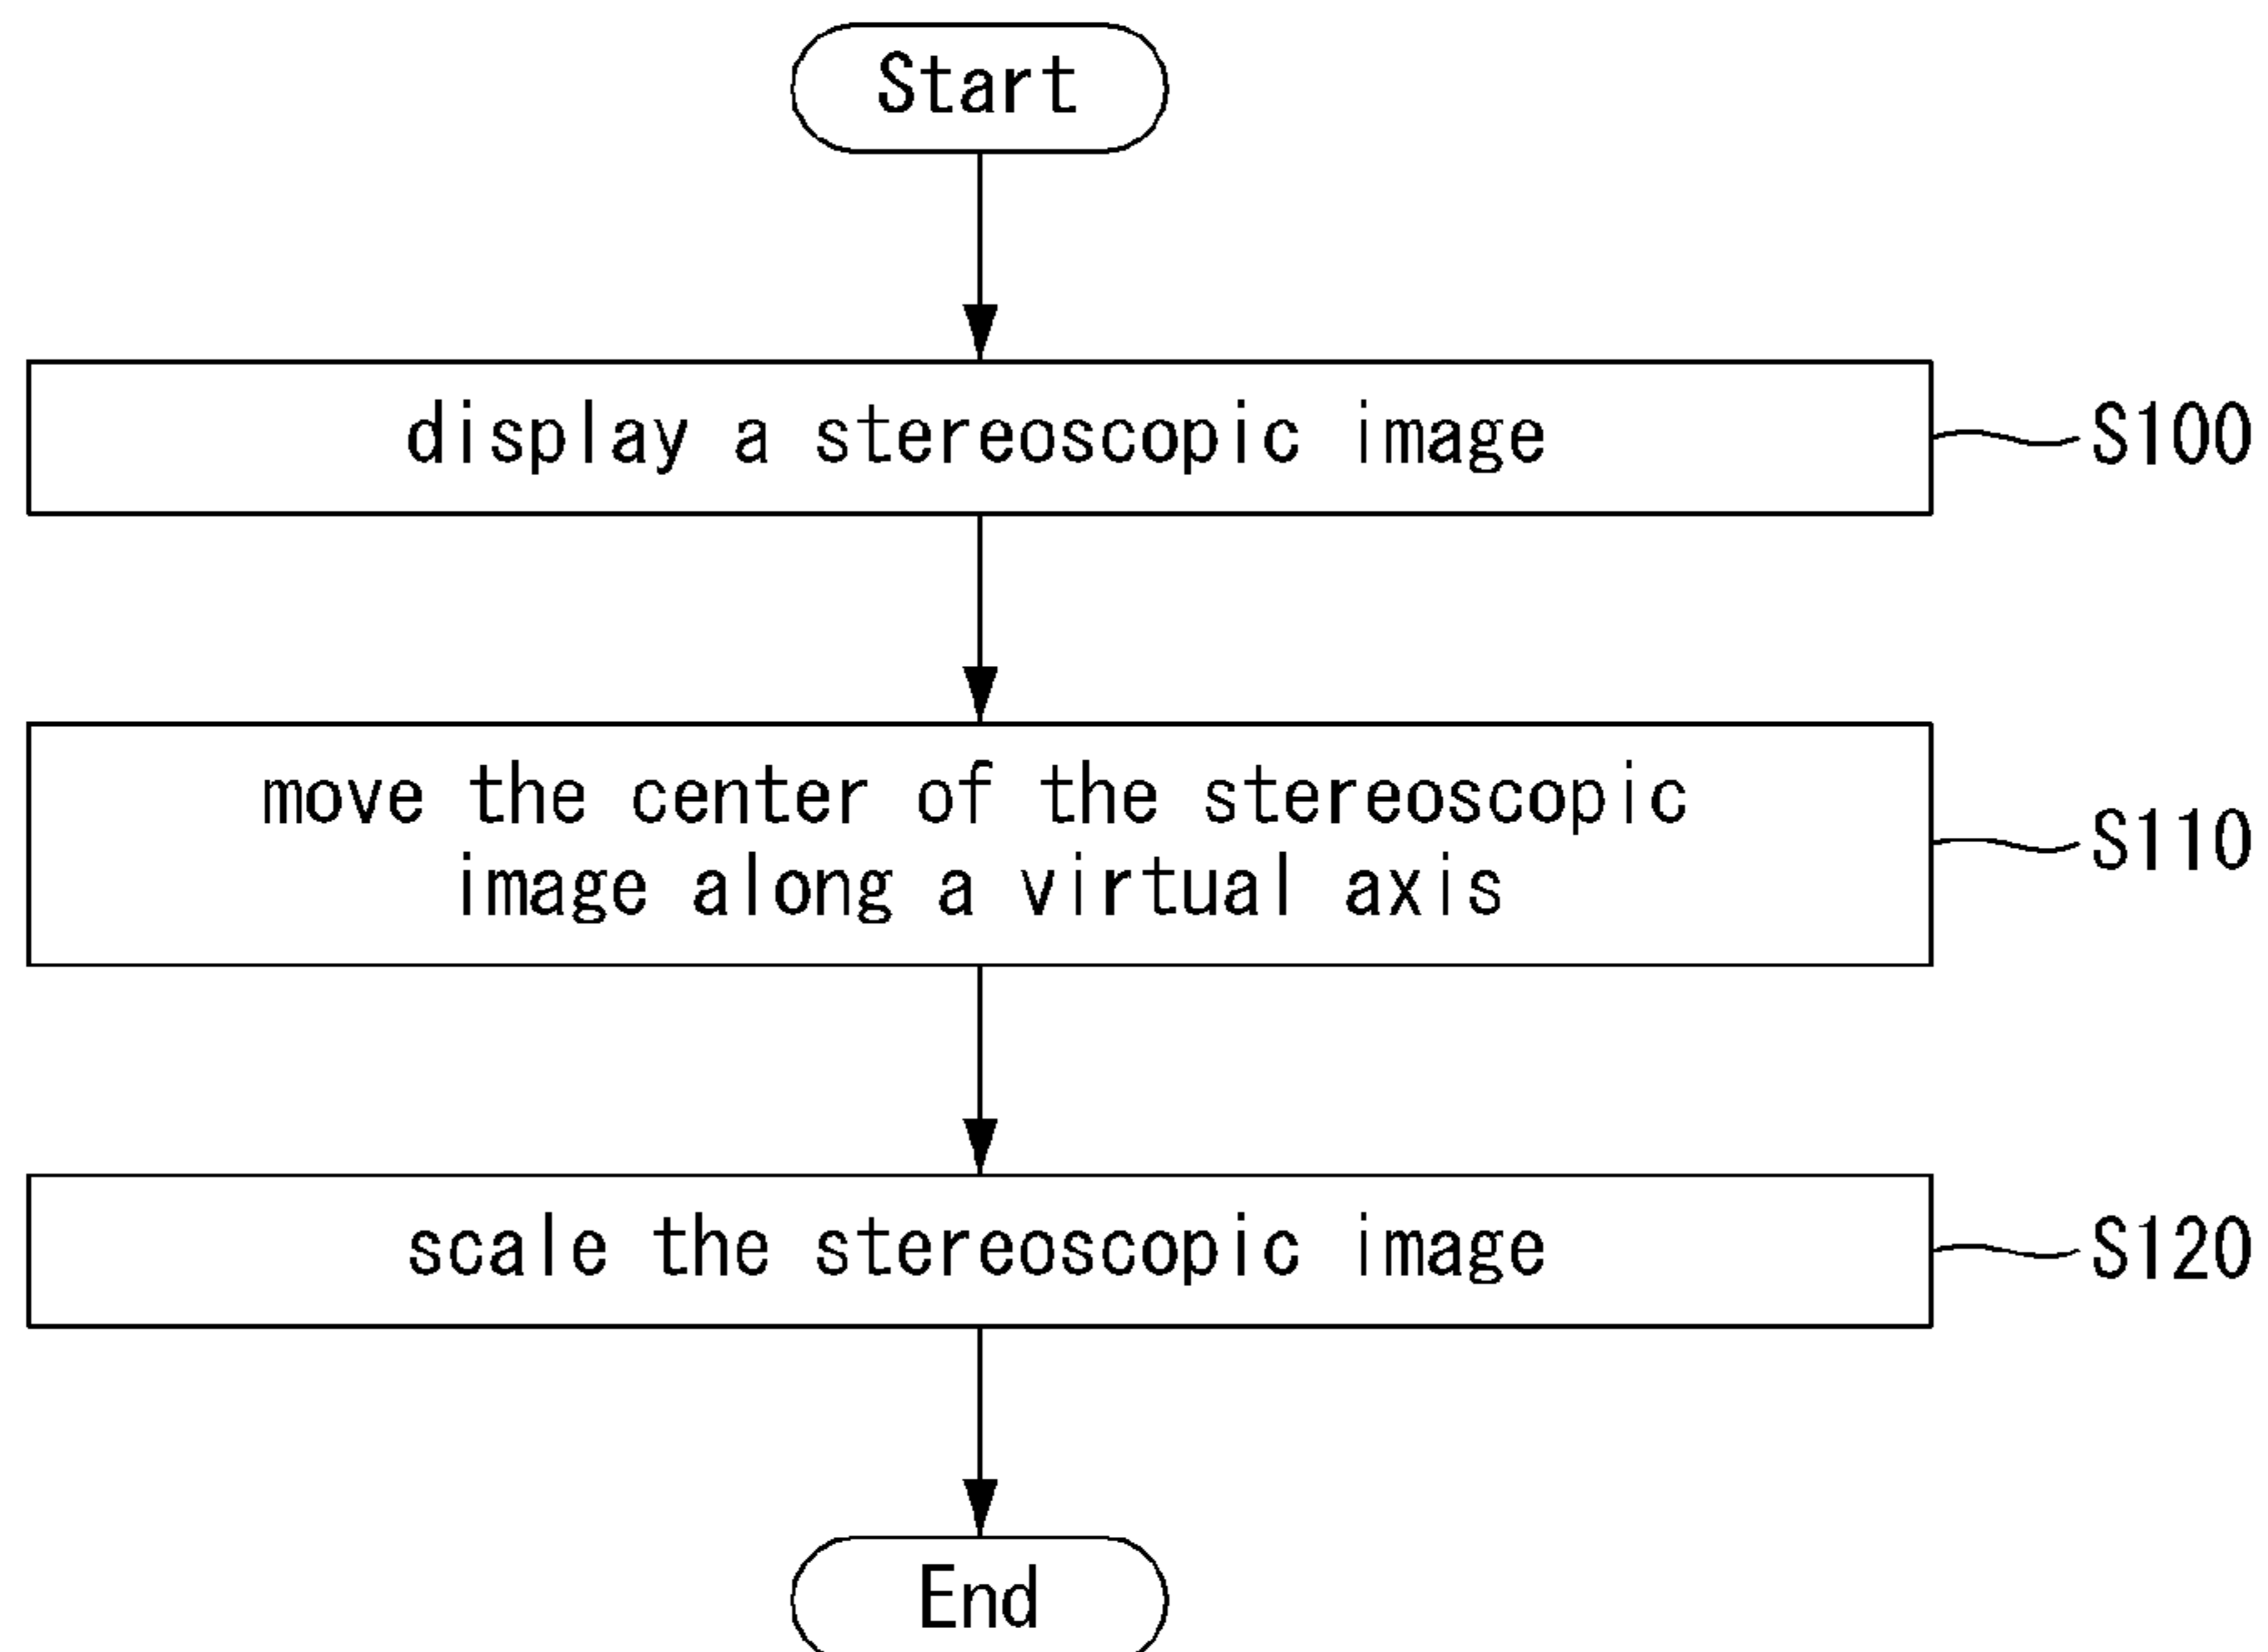 Start
display a stereoscopic image
S100
move the center of the stereoscopic
image along a virtual axis
S110
scale the stereoscopic image
S120
End